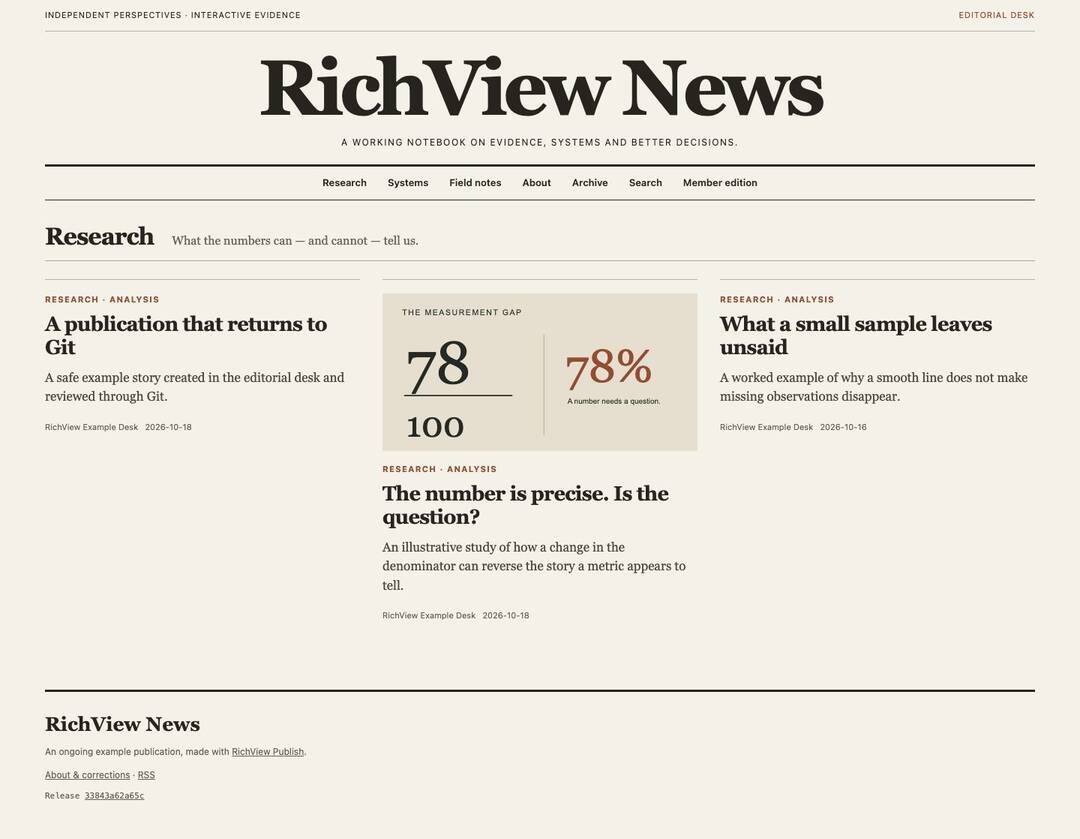 INDEPENDENT PERSPECTIVES · INTERACTIVE EVIDENCE
EDITORIAL DESK
RichView News
A WORKING NOTEBOOK ON EVIDENCE, SYSTEMS AND BETTER DECISIONS.
Research Systems Field notes About Archive Search Member edition
Research What the numbers can — and cannot — tell us.
RESEARCH · ANALYSIS
A publication that returns to
Git
A safe example story created in the editorial desk and
reviewed through Git.
RichView Example Desk 2026-10-18
THE MEASUREMENT GAP
78
100
78%
A number needs a question.
RESEARCH · ANALYSIS
The number is precise. Is the
question?
An illustrative study of how a change in the
denominator can reverse the story a metric appears to
tell.
RichView Example Desk 2026-10-18
RESEARCH · ANALYSIS
What a small sample leaves
unsaid
A worked example of why a smooth line does not make
missing observations disappear.
RichView Example Desk 2026-10-16
RichView News
An ongoing example publication, made with RichView Publish.
About & corrections · RSS
Release 33843a62a65c